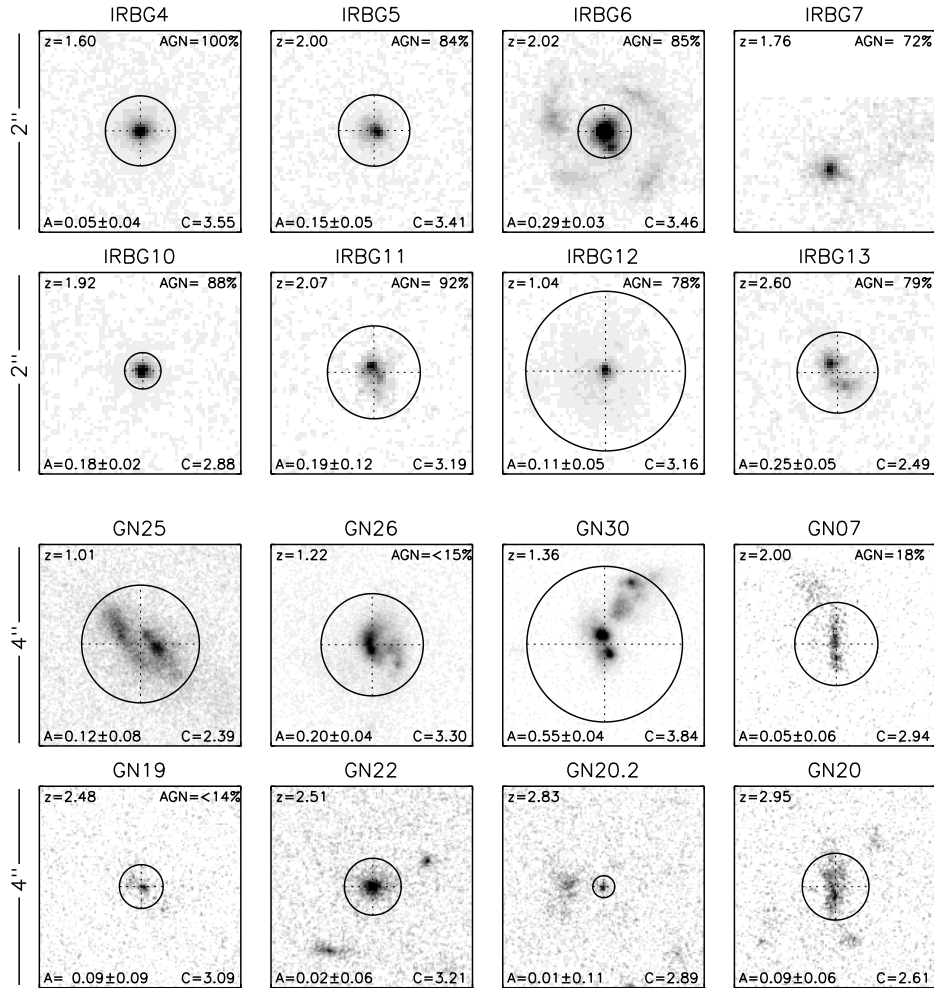 IRBG4 IRBG5 IRBG6 IRBG7
2"
z=1.60 AGN=100% z=2.00 AGN= 84% z=2.02 AGN= 85% z=1.76 AGN= 72%
A=0.05±0.04 C=3.55 A=0.15±0.05 C=3.41 A=0.29±0.03 C=3.46
IRBG10 IRBG11 IRBG12 IRBG13
2"
z=1.92 AGN= 88% z=2.07 AGN= 92% z=1.04 AGN= 78% z=2.60 AGN= 79%
A=0.18±0.02 C=2.88 A=0.19±0.12 C=3.19 A=0.11±0.05 C=3.16 A=0.25±0.05 C=2.49
GN25 GN26 GN30 GN07
4"
z=1.01 z=1.22 AGN=<15% z=1.36 z=2.00 AGN=18%
A=0.12±0.08 C=2.39 A=0.20±0.04 C=3.30 A=0.55±0.04 C=3.84 A=0.05±0.06 C=2.94
GN19 GN22 GN20.2 GN20
4"
z=2.48 AGN=<14% z=2.51 z=2.83 z=2.95
A= 0.09±0.09 C=3.09 A=0.02±0.06 C=3.21 A=0.01±0.11 C=2.89 A=0.09±0.06 C=2.61